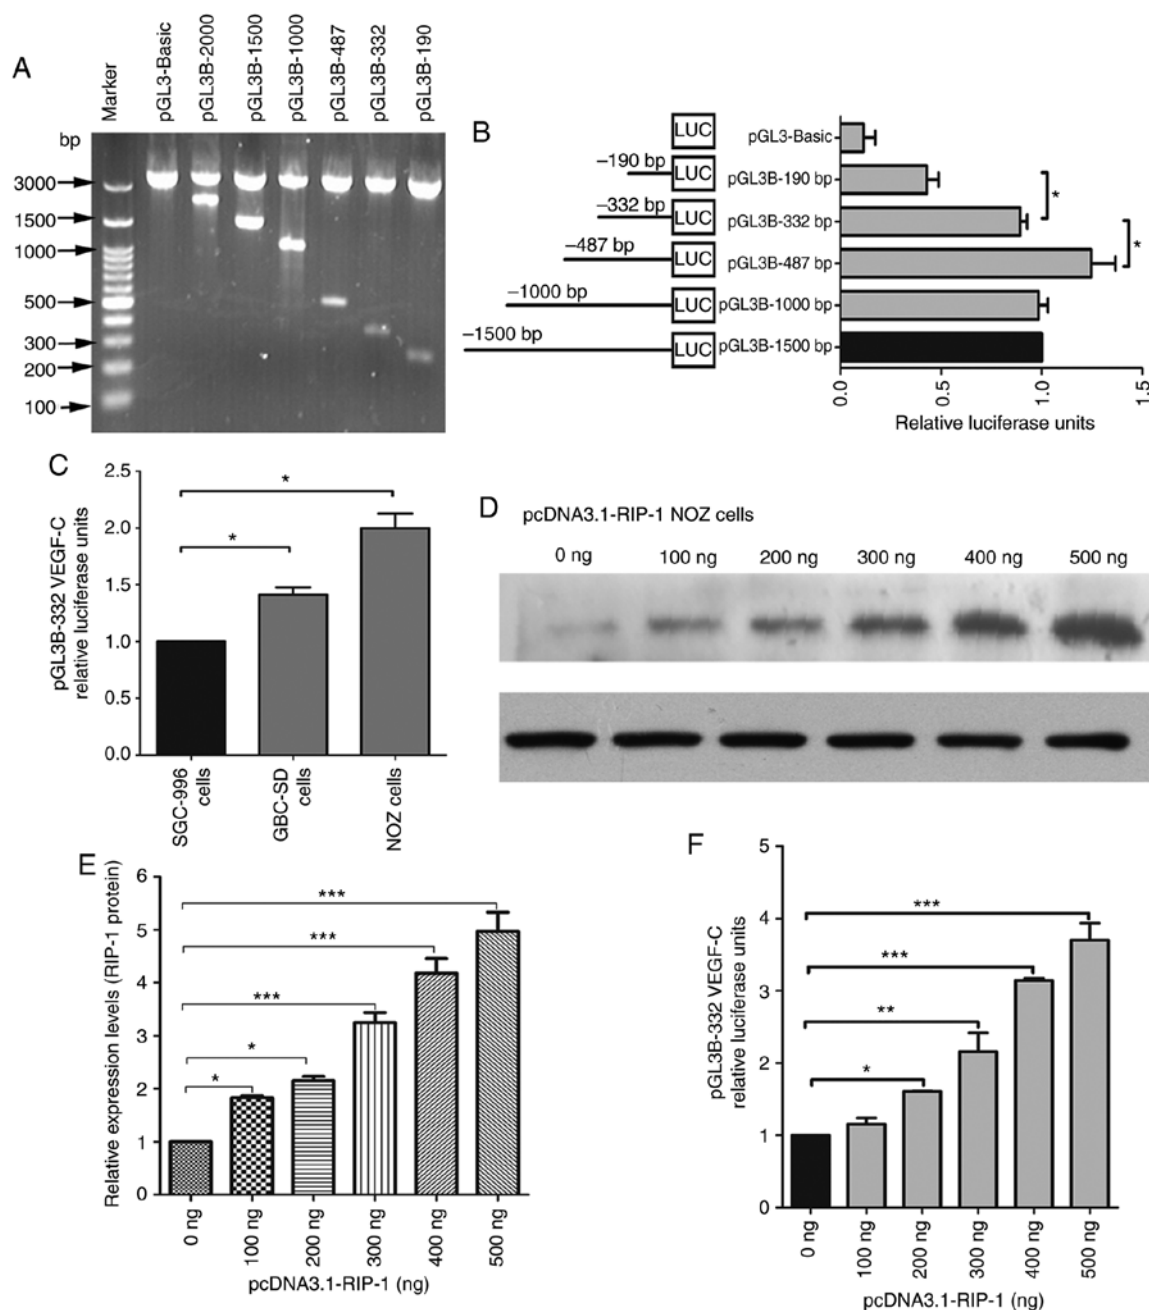 A
Marker
pGL3-Basic
pGL3B-2000
pGL3B-1500
pGL3B-1000
pGL3B-487
pGL3B-332
pGL3B-190
bp
3000
1500
1000
500
300
200
100
B
LUC pGL3-Basic
−190 bp LUC pGL3B-190 bp
−332 bp LUC pGL3B-332 bp
−487 bp LUC pGL3B-487 bp
−1000 bp LUC pGL3B-1000 bp
−1500 bp LUC pGL3B-1500 bp
*
*
0.0 0.5 1.0 1.5
Relative luciferase units
C
pGL3B-332 VEGF-C
relative luciferase units
2.5
2.0
1.5
1.0
0.5
0.0
*
*
SGC-996
cells
GBC-SD
cells
NOZ cells
D
pcDNA3.1-RIP-1 NOZ cells
0 ng 100 ng 200 ng 300 ng 400 ng 500 ng
E
Relative expression levels (RIP-1 protein)
6
5
4
3
2
1
0
***
***
***
*
*
0 ng
100 ng
200 ng
300 ng
400 ng
500 ng
pcDNA3.1-RIP-1 (ng)
F
pGL3B-332 VEGF-C
relative luciferase units
5
4
3
2
1
0
***
***
**
*
0 ng
100 ng
200 ng
300 ng
400 ng
500 ng
pcDNA3.1-RIP-1 (ng)